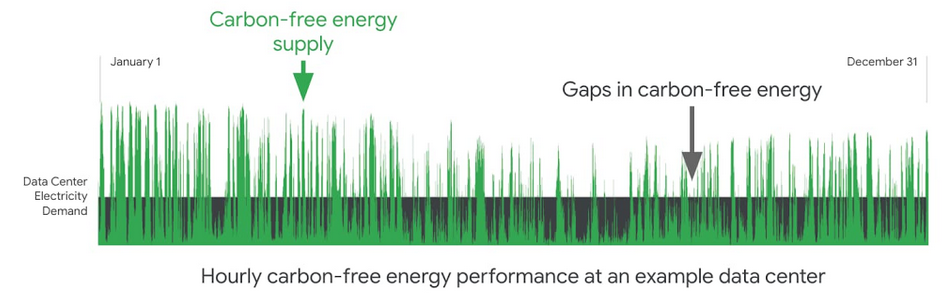 Carbon-free energy
supply
January 1
December 31
Gaps in carbon-free energy
Data Center
Electricity
Demand
Hourly carbon-free energy performance at an example data center